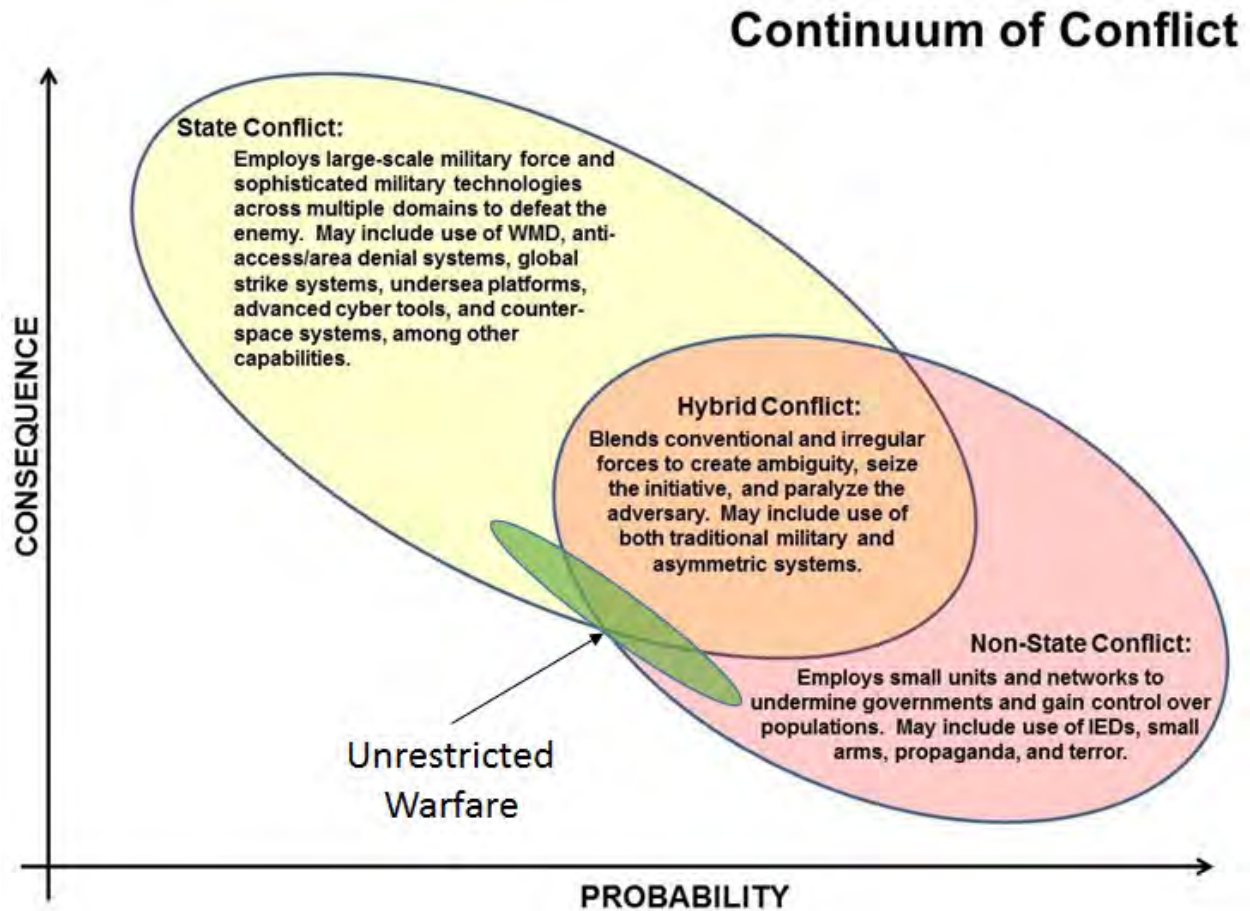 Continuum of Conflict
State Conflict:
Employs large-scale military force and
sophisticated military technologies
across multiple domains to defeat the
enemy.  May include use of WMD, anti-
access/area denial systems, global
strike systems, undersea platforms,
advanced cyber tools, and counter-
space systems, among other
capabilities.
CONSEQUENCE
Hybrid Conflict:
Blends conventional and irregular
forces to create ambiguity, seize
the initiative, and paralyze the
adversary.  May include use of
both traditional military and
asymmetric systems.
Non-State Conflict:
Employs small units and networks to
undermine governments and gain control over
populations.  May include use of IEDs, small
arms, propaganda, and terror.
Unrestricted
Warfare
PROBABILITY